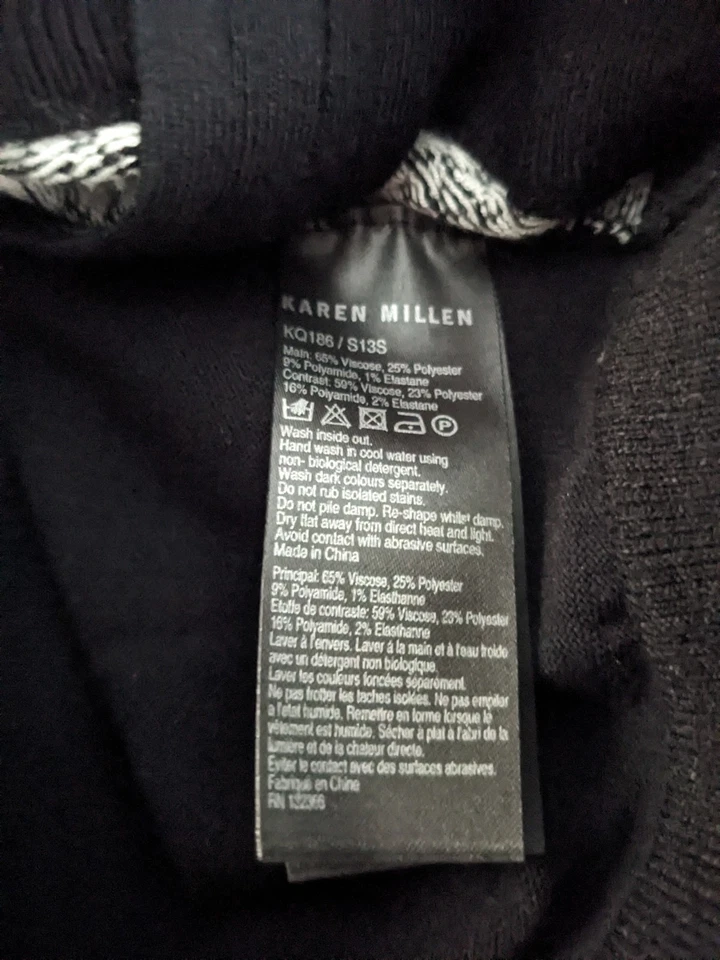 KAREN MILLEN
KQ186 / S13S
Main: 65% Viscose, 25% Polyester
9% Polyamide, 1% Elastane
Contrast: 59% Viscose, 23% Polyester
16% Polyamide, 2% Elastane
P
Wash inside out.
Hand wash in cool water using
non- biological detergent.
Wash dark colours separately.
Do not rub isolated stains.
Do not pile damp. Re-shape whilst damp.
Dry flat away from direct heat and light.
Avoid contact with abrasive surfaces.
Made in China
Principal: 65% Viscose, 25% Polyester
9% Polyamide, 1% Elasthanne
Etoffe de contraste: 59% Viscose, 23% Polyester
16% Polyamide, 2% Elasthanne
Laver à l'envers. Laver à la main et à l'eau froide
avec un détergent non biologique.
Laver les couleurs foncées séparément.
Ne pas frotter les taches isolées. Ne pas empiler
a l'etat humide. Remettre en forme lorsque le
vêtement est humide. Sécher à plat à l'abri de la
lumière et de la chaleur directe.
Eviter le contact avec des surfaces abrasives.
Fabriqué en Chine
RN 132366